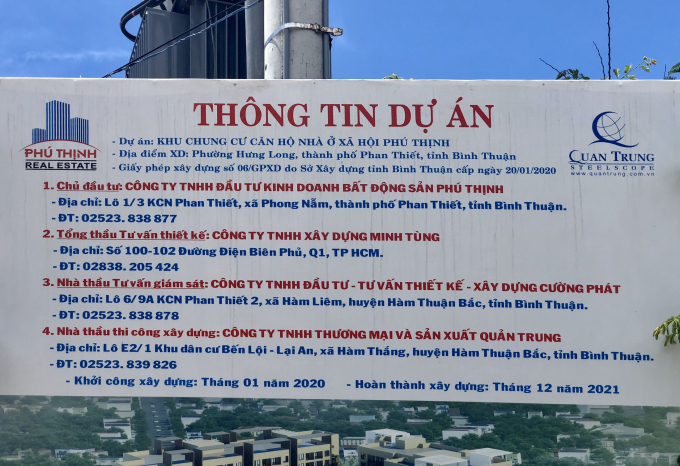 THÔNG TIN DỰ ÁN
PHÚ THỊNH
REAL ESTATE
QUAN TRUNG
STEELSCOPE
www.quantrung.com.vn
- Dự án: KHU CHUNG CƯ CĂN HỘ NHÀ Ở XÃ HỘI PHÚ THỊNH
- Địa điểm XD: Phường Hưng Long, thành phố Phan Thiết, tỉnh Bình Thuận
- Giấy phép xây dựng số 06/GPXD do Sở Xây dựng tỉnh Bình Thuận cấp ngày 20/01/2020
1. Chủ đầu tư: CÔNG TY TNHH ĐẦU TƯ KINH DOANH BẤT ĐỘNG SẢN PHÚ THỊNH
- Địa chỉ: Lô 1/3 KCN Phan Thiết, xã Phong Nẫm, thành phố Phan Thiết, tỉnh Bình Thuận.
- ĐT: 02523. 838 877
2. Tổng thầu Tư vấn thiết kế: CÔNG TY TNHH XÂY DỰNG MINH TÙNG
- Địa chỉ: Số 100-102 Đường Điện Biên Phủ, Q1, TP HCM.
- ĐT: 02838. 205 424
3. Nhà thầu Tư vấn giám sát: CÔNG TY TNHH ĐẦU TƯ - TƯ VẤN THIẾT KẾ - XÂY DỰNG CƯỜNG PHÁT
- Địa chỉ: Lô 6/9A KCN Phan Thiết 2, xã Hàm Liêm, huyện Hàm Thuận Bắc, tỉnh Bình Thuận.
- ĐT: 02523. 838 878
4. Nhà thầu thi công xây dựng: CÔNG TY TNHH THƯƠNG MẠI VÀ SẢN XUẤT QUẢN TRUNG
- Địa chỉ: Lô E2/1 Khu dân cư Bến Lội - Lại An, xã Hàm Thắng, huyện Hàm Thuận Bắc, tỉnh Bình Thuận.
- ĐT: 02523. 839 826
- Khởi công xây dựng: Tháng 01 năm 2020 - Hoàn thành xây dựng: Tháng 12 năm 2021